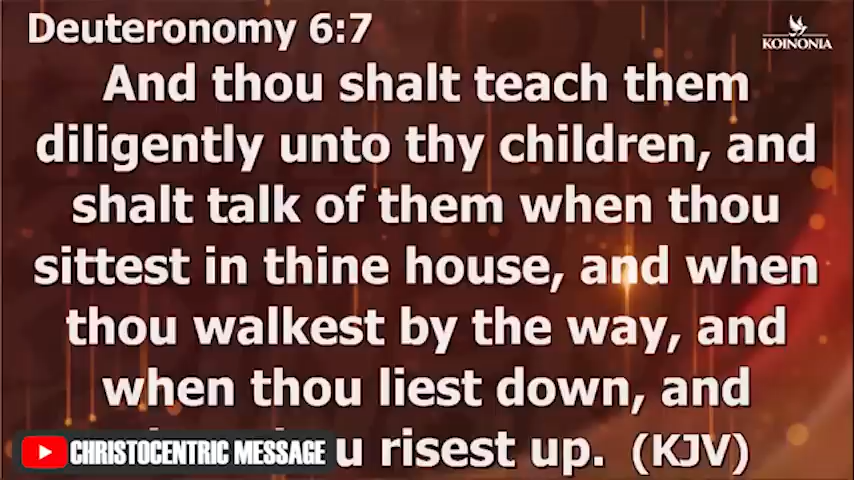 Deuteronomy 6:7
KOINONIA
And thou shalt teach them
diligently unto thy children, and
shalt talk of them when thou
sittest in thine house, and when
thou walkest by the way, and
when thou liest down, and
u risest up. (KJV)
CHRISTOCENTRIC MESSAGE